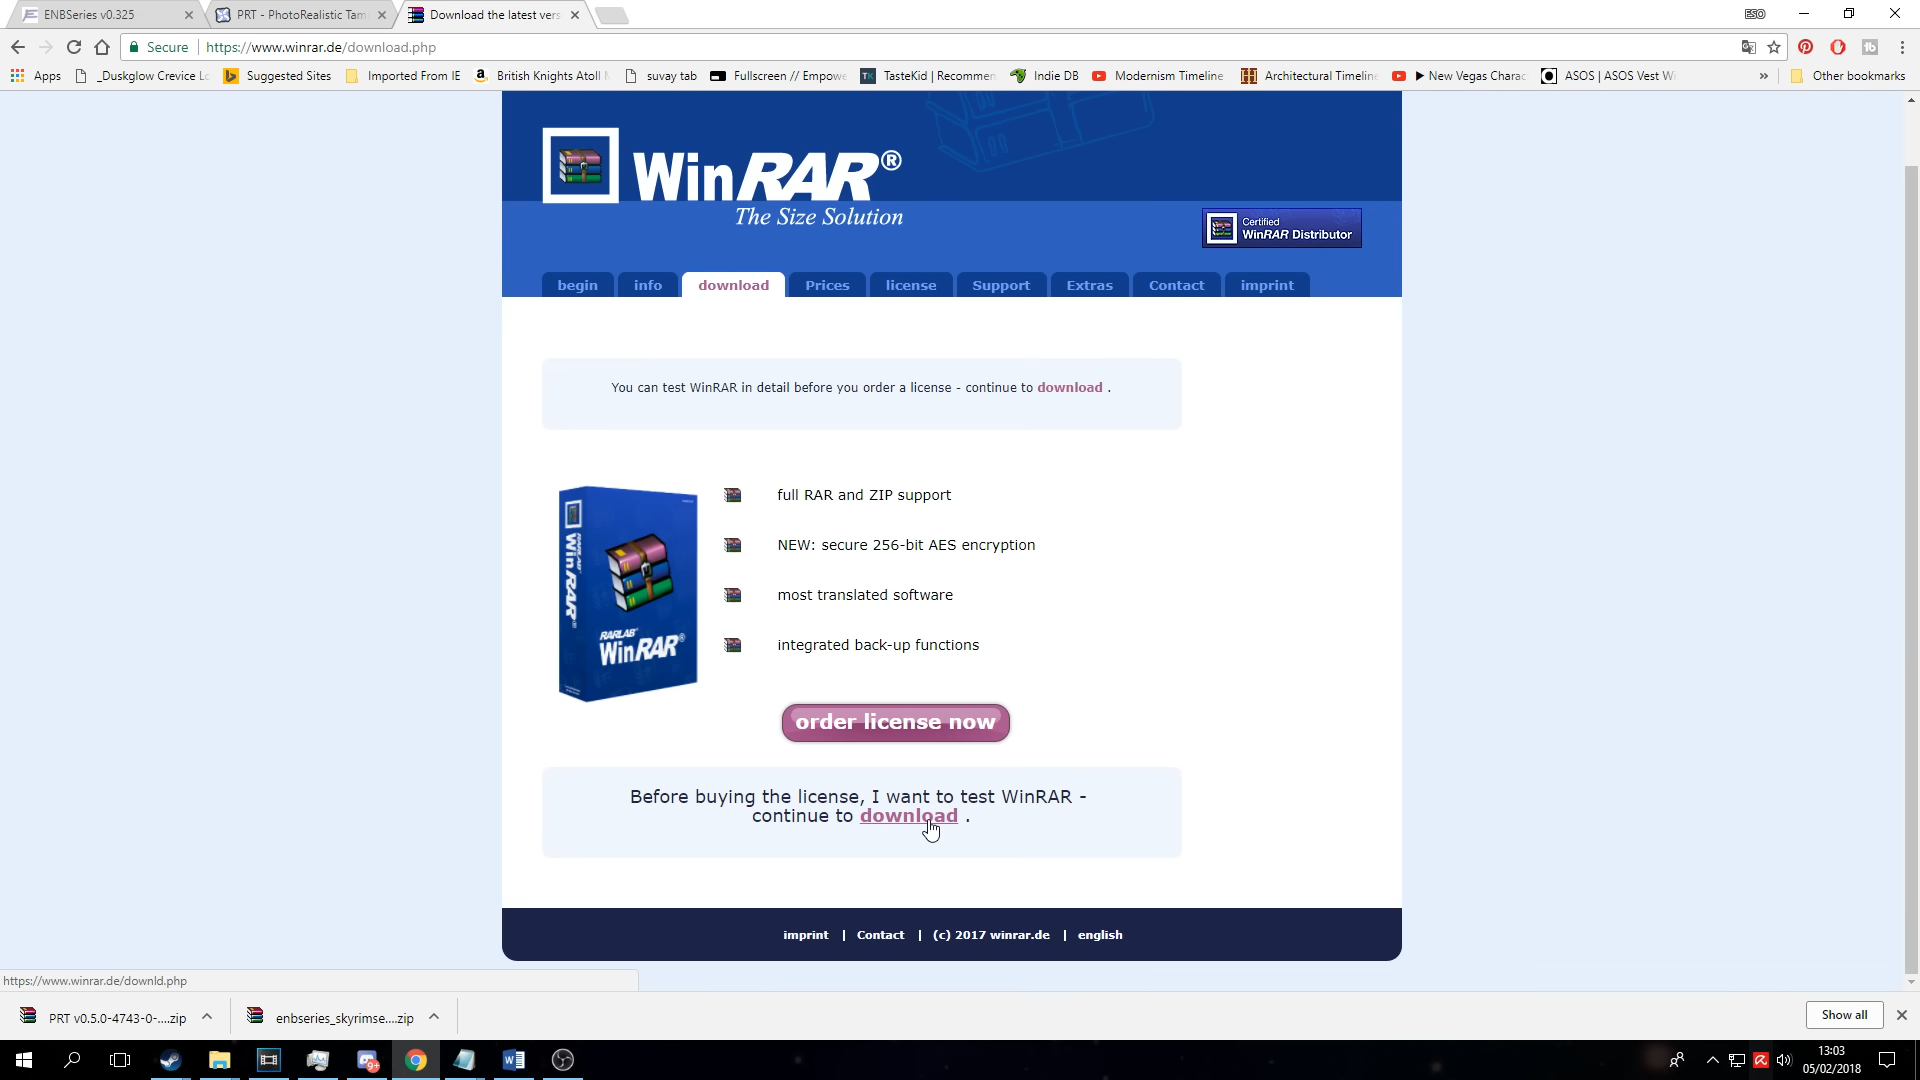 ENBSeries v0.325
PRT - PhotoRealistic Tam
Download the latest vers
ESO
Secure
https://www.winrar.de/download.php
Apps
_Duskglow Crevice Lo
Suggested Sites
Imported From IE
British Knights Atoll
suvay tab
Fullscreen // Empowe
TasteKid | Recommen
Indie DB
Modernism Timeline
Architectural Timeline
New Vegas Charac
ASOS | ASOS Vest Wi
»
Other bookmarks
WinRAR®
The Size Solution
Certified
WinRAR Distributor
begin
info
download
Prices
license
Support
Extras
Contact
imprint
You can test WinRAR in detail before you order a license - continue to download .
full RAR and ZIP support
NEW: secure 256-bit AES encryption
most translated software
integrated back-up functions
WinRAR
RARLAB
WinRAR®
order license now
Before buying the license, I want to test WinRAR -
continue to download .
imprint | Contact | (c) 2017 winrar.de | english
https://www.winrar.de/downld.php
PRT v0.5.0-4743-0-....zip
enbseries_skyrimse....zip
Show all
9+
13:03
05/02/2018